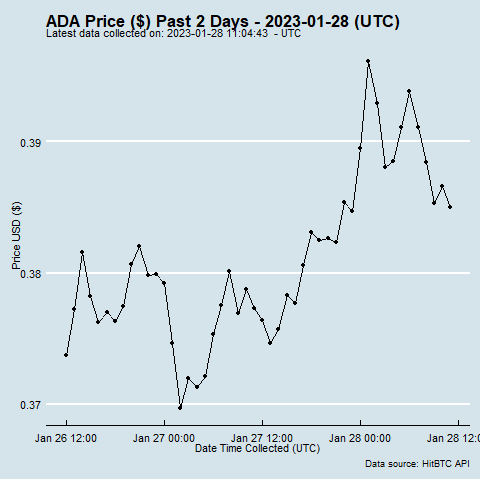 ADA Price ($) Past 2 Days - 2023-01-28 (UTC)
Latest data collected on: 2023-01-28 11:04:43  - UTC
0.39
0.38
0.37
Price USD ($)
Jan 26 12:00 Jan 27 00:00 Jan 27 12:00 Jan 28 00:00 Jan 28 12:0
Date Time Collected (UTC)
Data source: HitBTC API